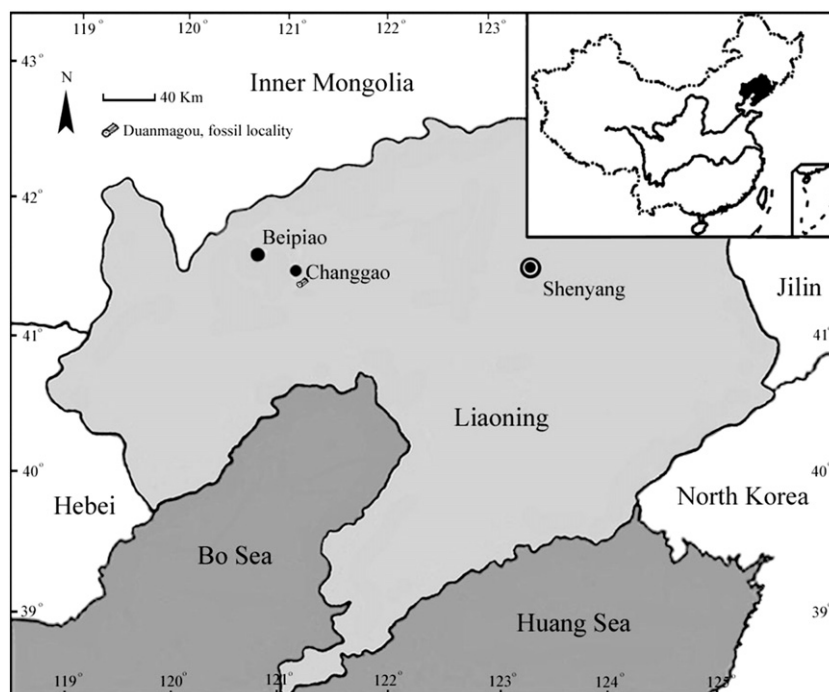 119° 120° 121° 122° 123°
43°
Inner Mongolia
N
40 Km
Duanmagou, fossil locality
42°
Beipiao
Changgao
Shenyang
Jilin
41° 41°
Liaoning
40° 40°
Hebei
North Korea
Bo Sea
39° 39°
Huang Sea
119° 120° 121° 122° 123° 124° 125°